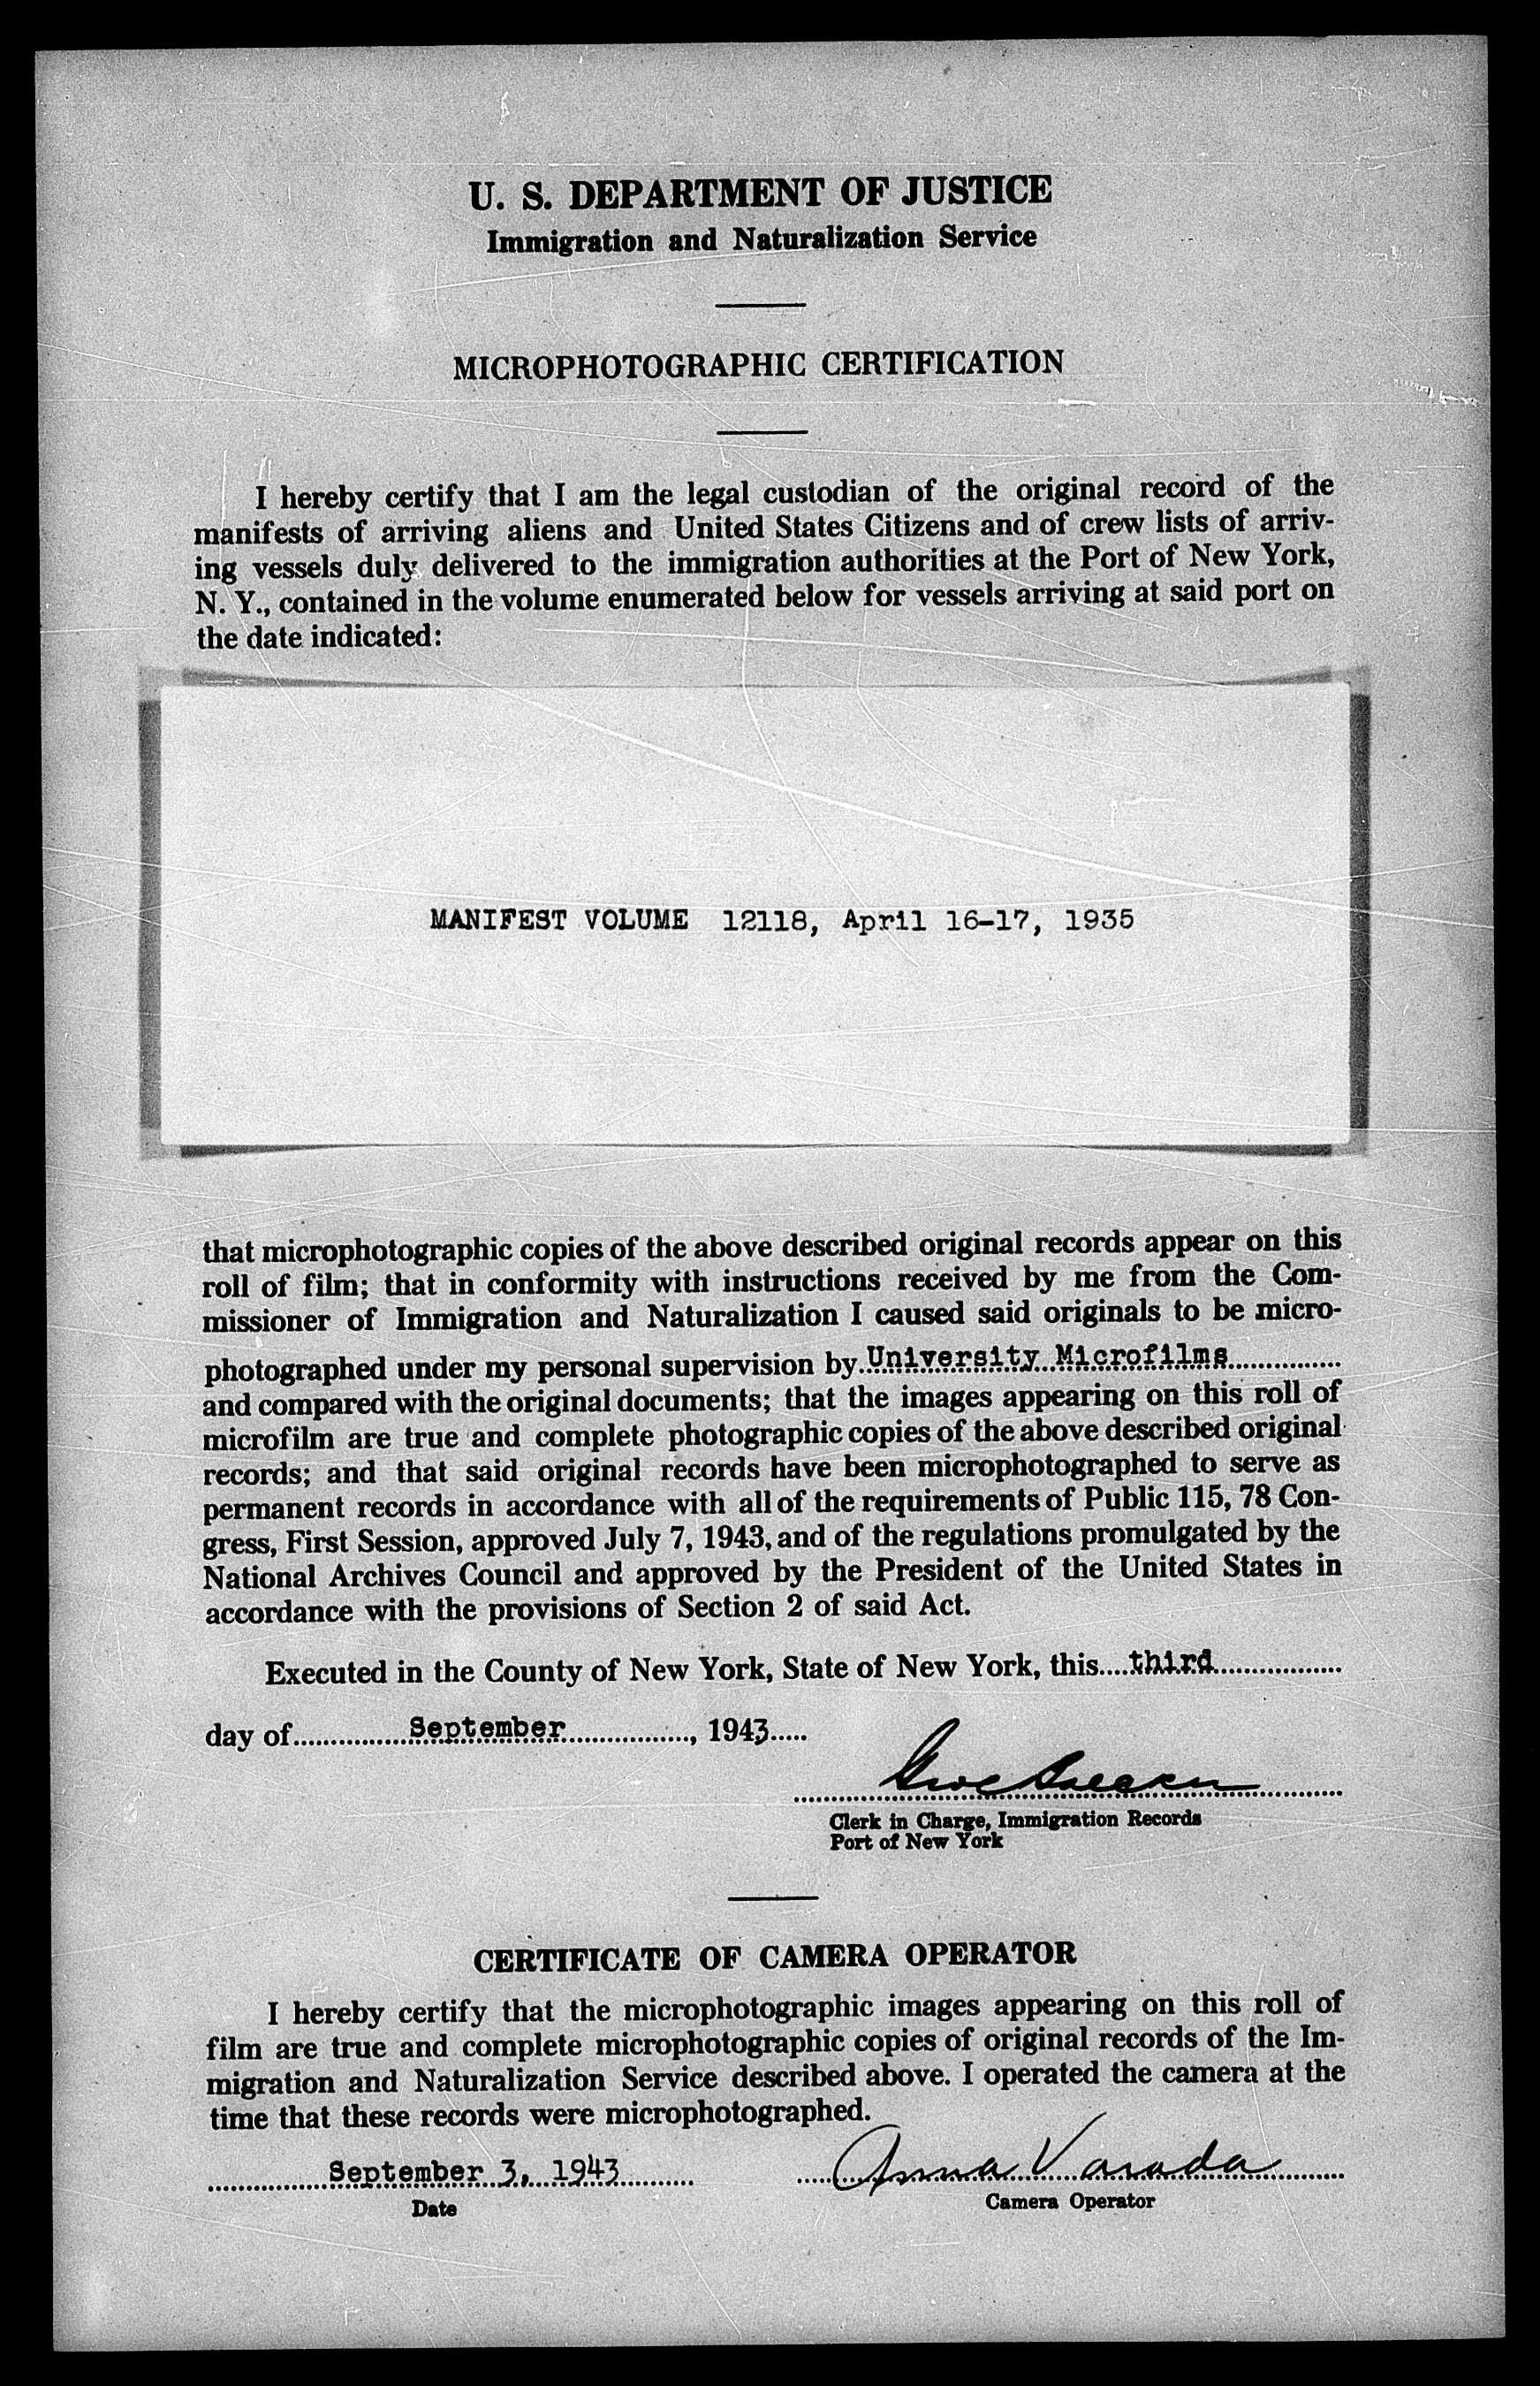 U. S. DEPARTMENT OF JUSTICE
Immigration and Naturalization Service
MICROPHOTOGRAPHIC CERTIFICATION
I hereby certify that I am the legal custodian of the original record of the
manifests of arriving aliens and United States Citizens and of crew lists of arriv-
ing vessels duly delivered to the immigration authorities at the Port of New York,
N. Y., contained in the volume enumerated below for vessels arriving at said port on
the date indicated:
MANIFEST VOLUME 12118, April 16-17, 1935
that microphotographic copies of the above described original records appear on this
roll of film; that in conformity with instructions received by me from the Com-
missioner of Immigration and Naturalization I caused said originals to be micro-
photographed under my personal supervision by University Microfilms
and compared with the original documents; that the images appearing on this roll of
microfilm are true and complete photographic copies of the above described original
records; and that said original records have been microphotographed to serve as
permanent records in accordance with all of the requirements of Public 115, 78 Con-
gress, First Session, approved July 7, 1943, and of the regulations promulgated by the
National Archives Council and approved by the President of the United States in
accordance with the provisions of Section 2 of said Act.
Executed in the County of New York, State of New York, this....third
day of September, 1943
Clerk in Charge, Immigration Records
Port of New York
CERTIFICATE OF CAMERA OPERATOR
I hereby certify that the microphotographic images appearing on this roll of
film are true and complete microphotographic copies of original records of the Im-
migration and Naturalization Service described above. I operated the camera at the
time that these records were microphotographed.
September 3, 1943 Anna Varada
Date Camera Operator